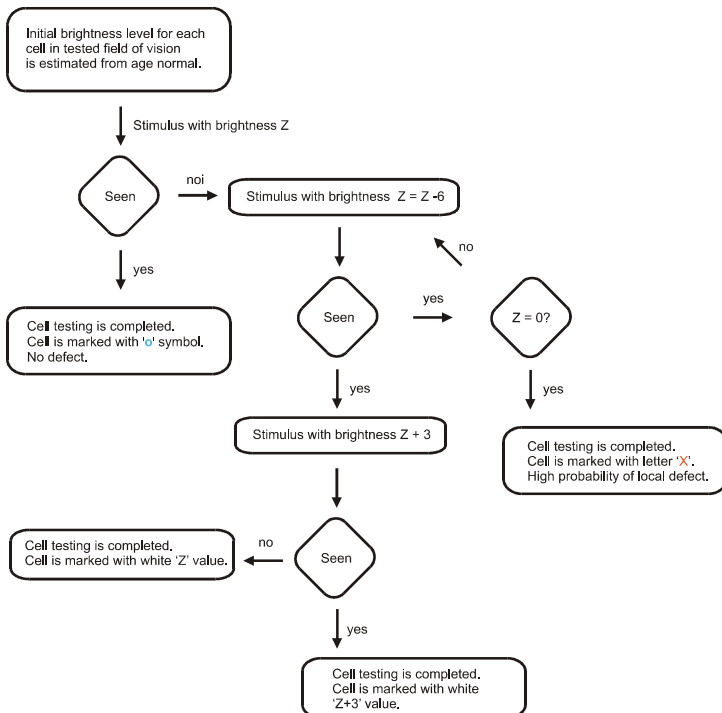 Initial brightness level for each
cell in tested field of vision
is estimated from age normal.
Stimulus with brightness Z
Seen
noi
Stimulus with brightness Z = Z -6
yes
no
Cell testing is completed.
Cell is marked with 'o' symbol.
No defect.
Seen
yes
Z = 0?
yes
yes
Stimulus with brightness Z + 3
Cell testing is completed.
Cell is marked with letter ‘X’.
High probability of local defect.
Cell testing is completed.
Cell is marked with white ‘Z’ value.
no
Seen
yes
Cell testing is completed.
Cell is marked with white
‘Z+3’ value.